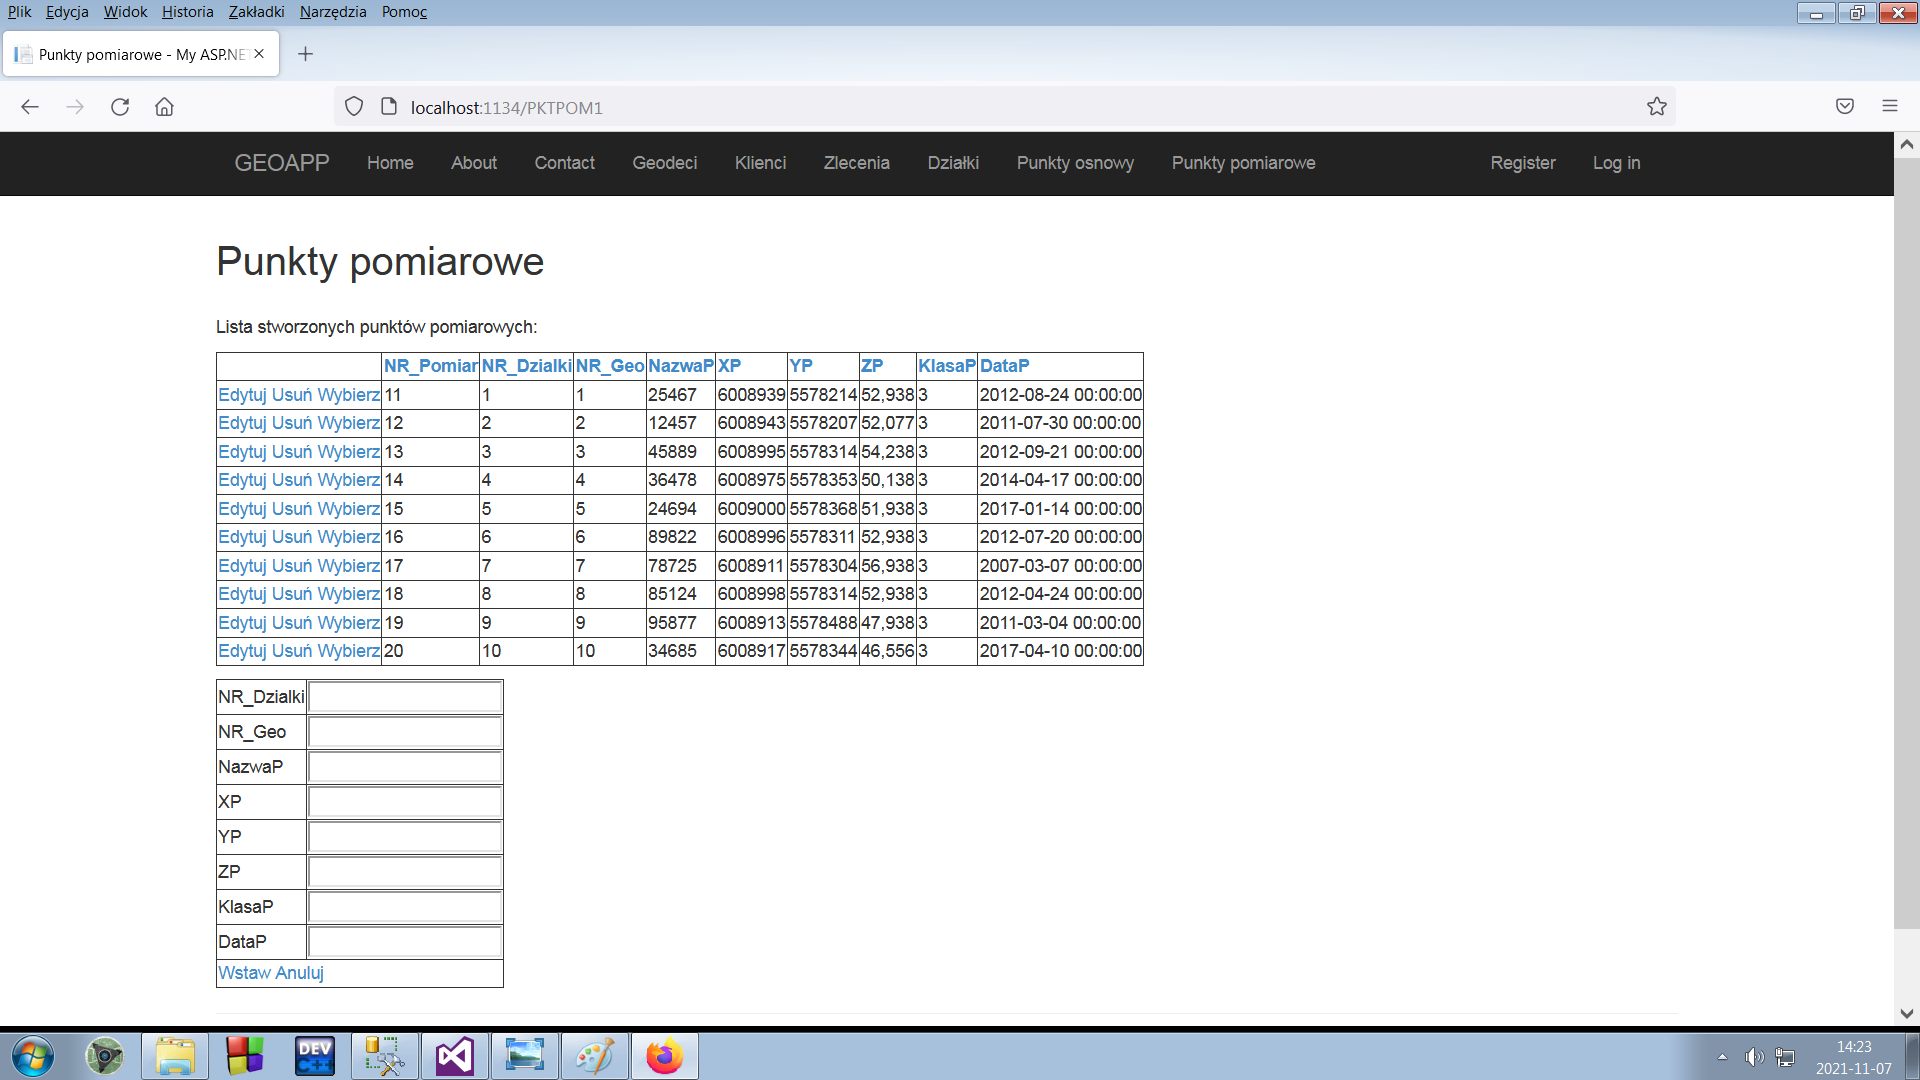 Plik Edycja Widok Historia Zakładki Narzędzia Pomoc
Punkty pomiarowe - My ASP.NET
localhost:1134/PKTPOM1
GEOAPP Home About Contact Geodeci Klienci Zlecenia Działki Punkty osnowy Punkty pomiarowe Register Log in
Punkty pomiarowe
Lista stworzonych punktów pomiarowych:
NR_Pomiar NR_Dzialki NR_Geo NazwaP XP YP ZP KlasaP DataP
Edytuj Usuń Wybierz 11 1 1 25467 6008939 5578214 52,938 3 2012-08-24 00:00:00
Edytuj Usuń Wybierz 12 2 2 12457 6008943 5578207 52,077 3 2011-07-30 00:00:00
Edytuj Usuń Wybierz 13 3 3 45889 6008995 5578314 54,238 3 2012-09-21 00:00:00
Edytuj Usuń Wybierz 14 4 4 36478 6008975 5578353 50,138 3 2014-04-17 00:00:00
Edytuj Usuń Wybierz 15 5 5 24694 6009000 5578368 51,938 3 2017-01-14 00:00:00
Edytuj Usuń Wybierz 16 6 6 89822 6008996 5578311 52,938 3 2012-07-20 00:00:00
Edytuj Usuń Wybierz 17 7 7 78725 6008911 5578304 56,938 3 2007-03-07 00:00:00
Edytuj Usuń Wybierz 18 8 8 85124 6008998 5578314 52,938 3 2012-04-24 00:00:00
Edytuj Usuń Wybierz 19 9 9 95877 6008913 5578488 47,938 3 2011-03-04 00:00:00
Edytuj Usuń Wybierz 20 10 10 34685 6008917 5578344 46,556 3 2017-04-10 00:00:00
NR_Dzialki
NR_Geo
NazwaP
XP
YP
ZP
KlasaP
DataP
Wstaw Anuluj
DEV
C++
14:23
2021-11-07